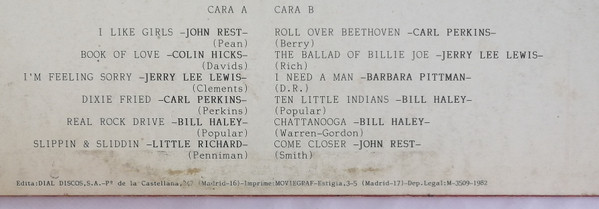 CARA A
I LIKE GIRLS -JOHN REST-
(Pean)
BOOK OF LOVE -COLIN HICKS-
(Davids)
I'M FEELING SORRY -JERRY LEE LEWIS-
(Clements)
DIXIE FRIED -CARL PERKINS-
(Perkins)
REAL ROCK DRIVE -BILL HALEY-
(Popular)
SLIPPIN & SLIDDIN' -LITTLE RICHARD-
(Penniman)
CARA B
ROLL OVER BEETHOVEN -CARL PERKINS-
(Berry)
THE BALLAD OF BILLIE JOE -JERRY LEE LEWIS-
(Rich)
I NEED A MAN -BARBARA PITTMAN-
(D.R.)
TEN LITTLE INDIANS -BILL HALEY-
(Popular)
CHATTANOOGA -BILL HALEY-
(Warren-Gordon)
COME CLOSER -JOHN REST-
(Smith)
Edita:DIAL DISCOS,S.A.-Pº de la Castellana, (Madrid-16)-Imprime MOVIEGRAF-Estigia,3-5 (Madrid-17)-Dep.Legal:M-3509-1982